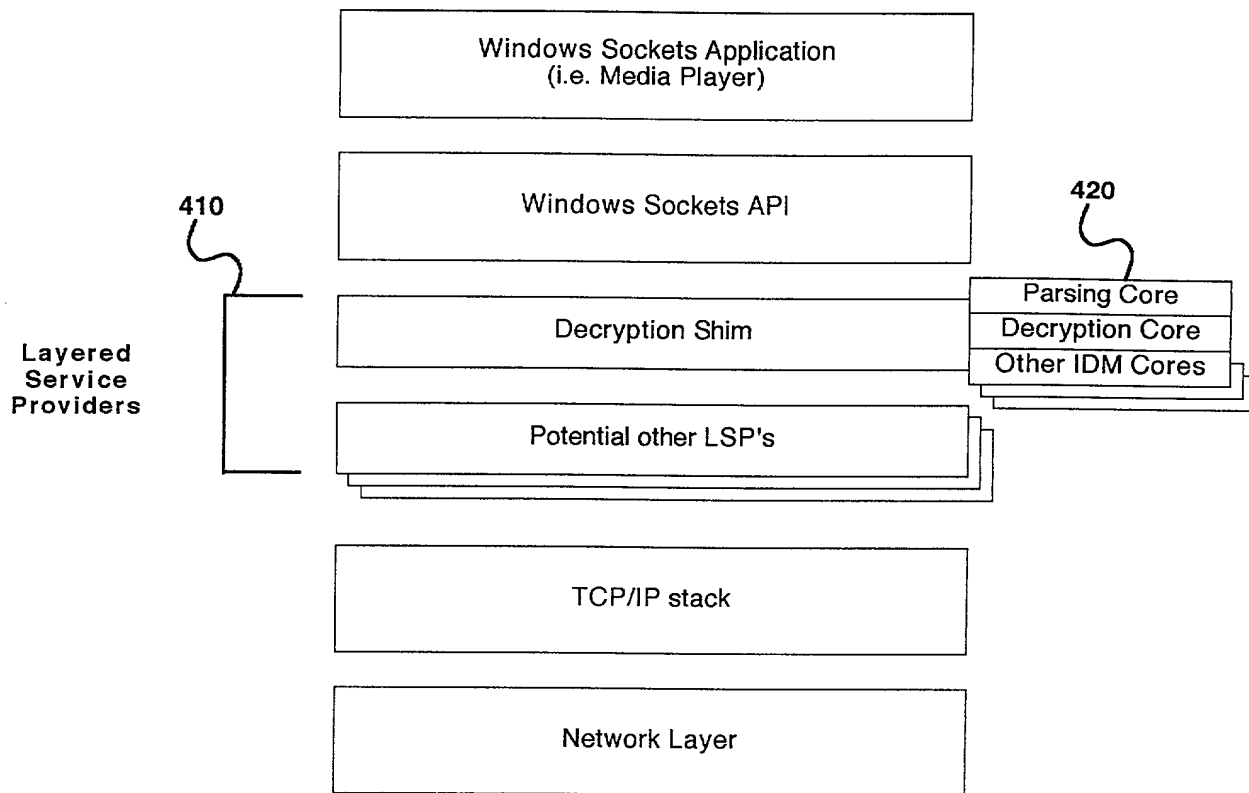 Windows Sockets Application
(i.e. Media Player)
Windows Sockets API
410
420
Layered
Service
Providers
Decryption Shim
Parsing Core
Decryption Core
Other IDM Cores
Potential other LSP's
TCP/IP stack
Network Layer